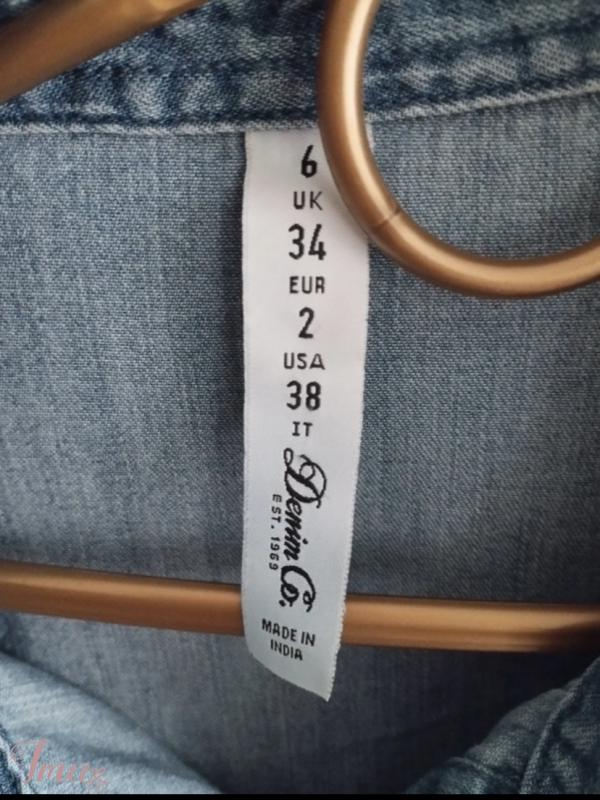 6
UK
34
EUR
2
USA
38
IT
Denim Co.
EST. 1969
MADE IN
INDIA